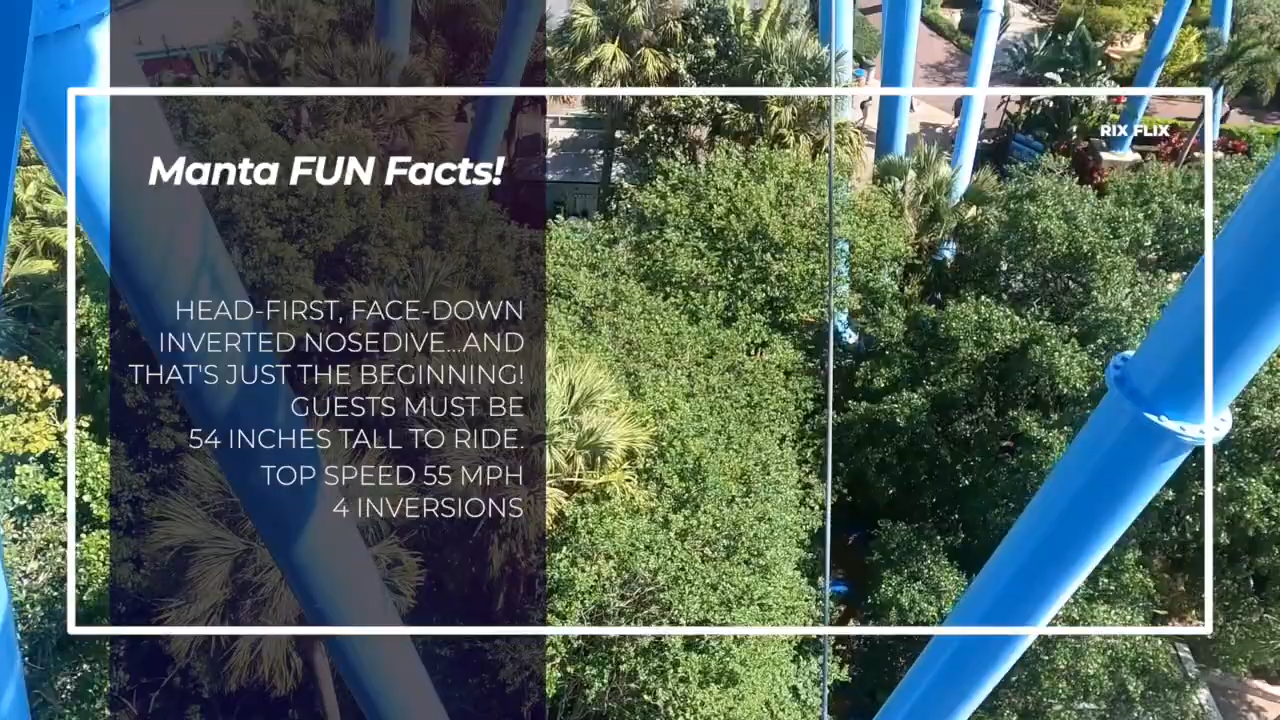 RIX FLIX
Manta FUN Facts!
HEAD-FIRST, FACE-DOWN
INVERTED NOSEDIVE...AND
THAT'S JUST THE BEGINNING!
GUESTS MUST BE
54 INCHES TALL TO RIDE.
TOP SPEED 55 MPH
4 INVERSIONS